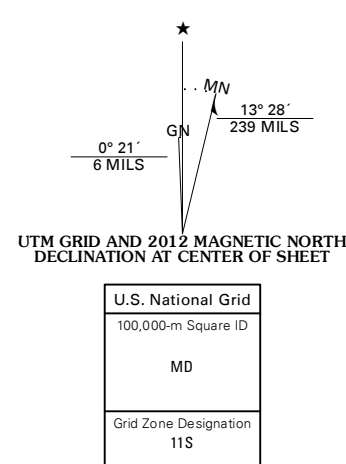 ★
MN
GN
13° 28´
239 MILS
0° 21´
6 MILS
UTM GRID AND 2012 MAGNETIC NORTH
DECLINATION AT CENTER OF SHEET
U.S. National Grid
100,000-m Square ID
MD
Grid Zone Designation
11S